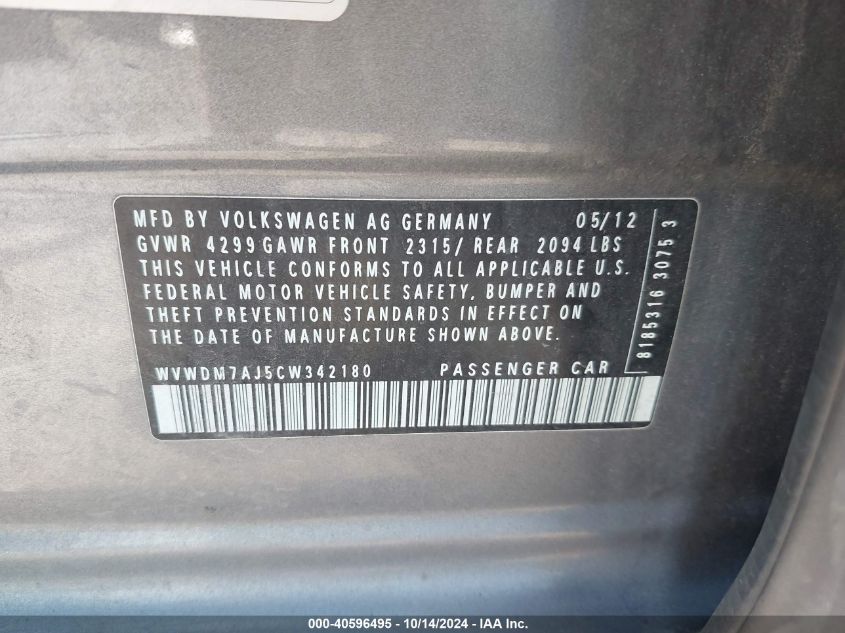 MFD BY VOLKSWAGEN AG GERMANY 05/12
GVWR 4299 GAWR FRONT 2315/ REAR 2094 LBS
THIS VEHICLE CONFORMS TO ALL APPLICABLE U.S.
FEDERAL MOTOR VEHICLE SAFETY, BUMPER AND
THEFT PREVENTION STANDARDS IN EFFECT ON
THE DATE OF MANUFACTURE SHOWN ABOVE.
WVWDM7AJ5CW342180 PASSENGER CAR
8185316 3075 3
000-40596495 - 10/14/2024 - IAA Inc.